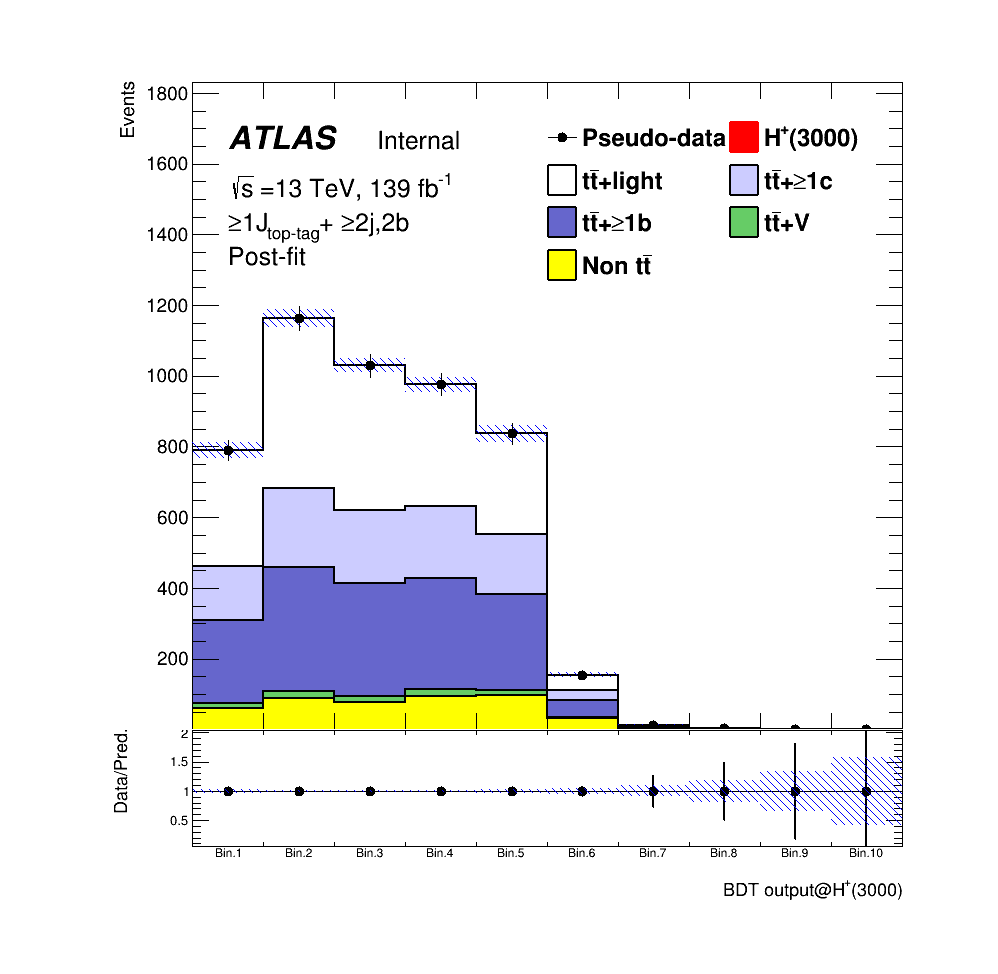 Events
1800
1600
1400
1200
1000
800
600
400
200
ATLAS Internal
√s =13 TeV, 139 fb⁻¹
≥1J_top-tag+ ≥2j,2b
Post-fit
Pseudo-data
H⁺(3000)
tt̄+light
tt̄+≥1c
tt̄+≥1b
tt̄+V
Non tt̄
Data/Pred.
2
1.5
1
0.5
Bin.1 Bin.2 Bin.3 Bin.4 Bin.5 Bin.6 Bin.7 Bin.8 Bin.9 Bin.10
BDT output@H⁺(3000)